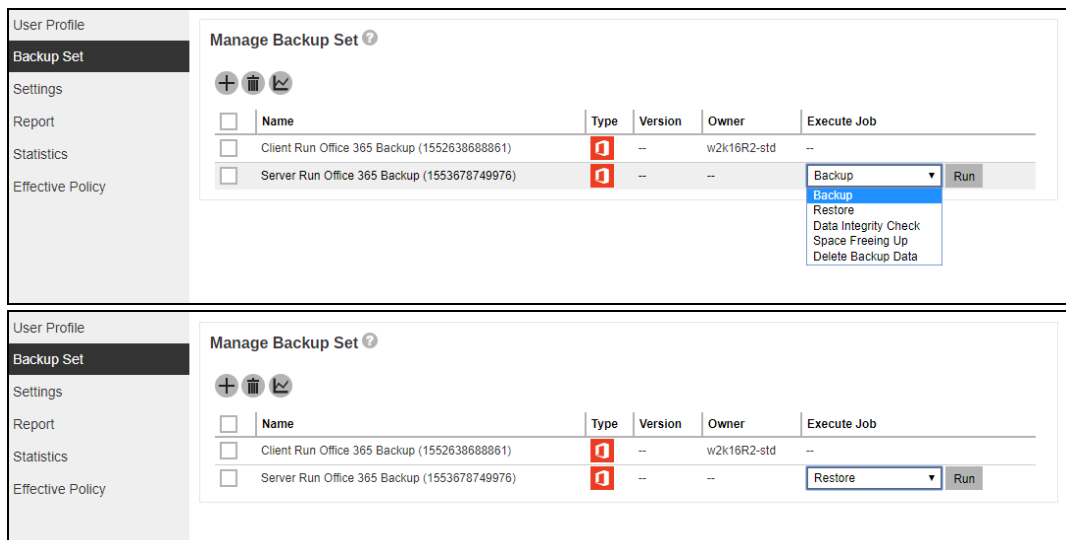 User Profile
Backup Set
Settings
Report
Statistics
Effective Policy
Manage Backup Set ?
Name Type Version Owner Execute Job
Client Run Office 365 Backup (1552638688861) -- w2k16R2-std --
Server Run Office 365 Backup (1553678749976) -- -- Backup Run
Backup
Restore
Data Integrity Check
Space Freeing Up
Delete Backup Data
User Profile
Backup Set
Settings
Report
Statistics
Effective Policy
Manage Backup Set ?
Name Type Version Owner Execute Job
Client Run Office 365 Backup (1552638688861) -- w2k16R2-std --
Server Run Office 365 Backup (1553678749976) -- -- Restore Run